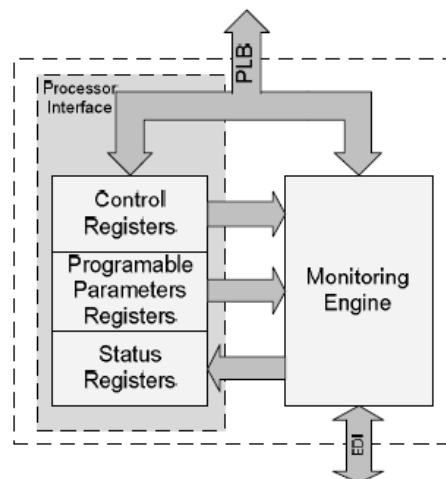 PLB
Processor
Interface
Control
Registers
Programable
Parameters
Registers
Status
Registers
Monitoring
Engine
EDI